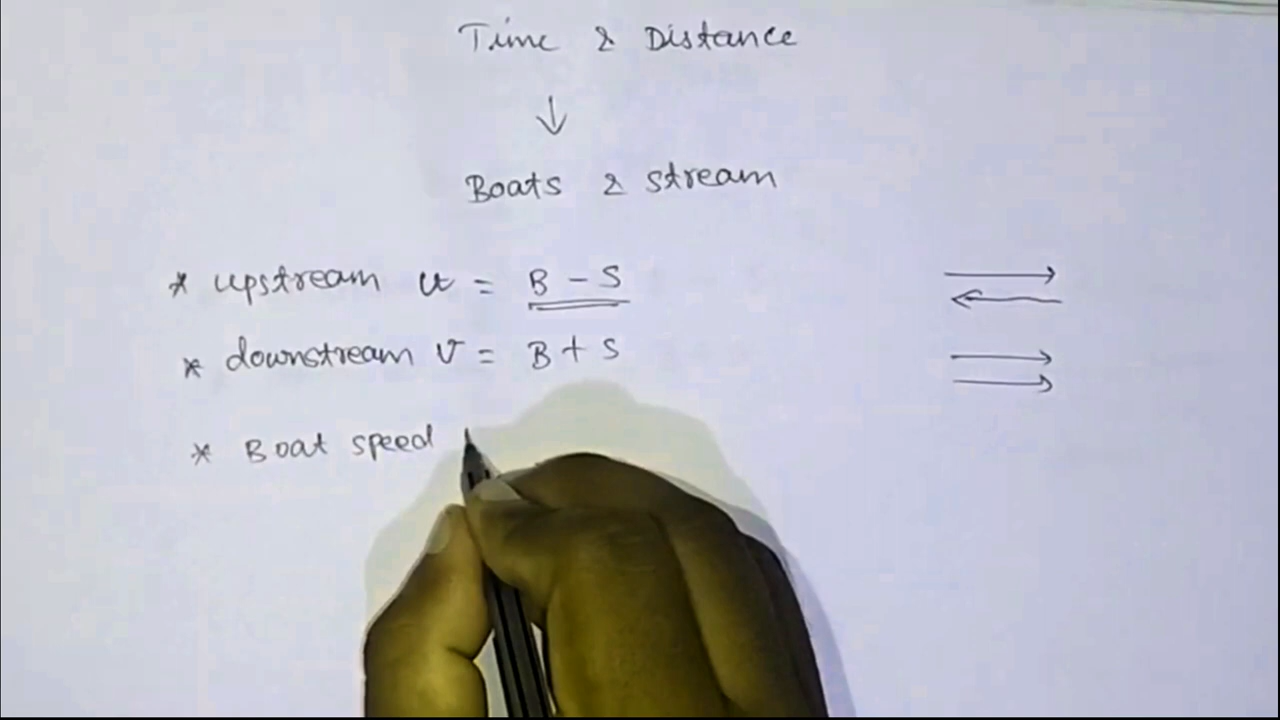 Time & Distance
↓
Boats & stream
* upstream u = B - S
* downstream v = B + S
* Boat speed